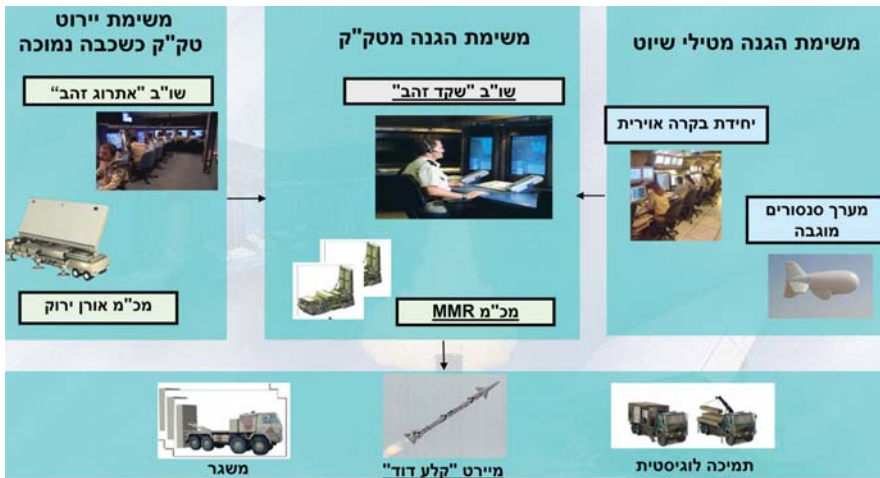 משימת הגנה מטילי שיוט
יחידת בקרה אוירית
מערך סנסורים
מוגבה
משימת הגנה מטק"ק
שו"ב "שקד זהב"
מכ"מ MMR
משימת יירוט
טק"ק כשכבה נמוכה
שו"ב "אתרוג זהב"
מכ"מ אורן ירוק
תמיכה לוגיסטית
מיירט "קלע דוד"
משגר